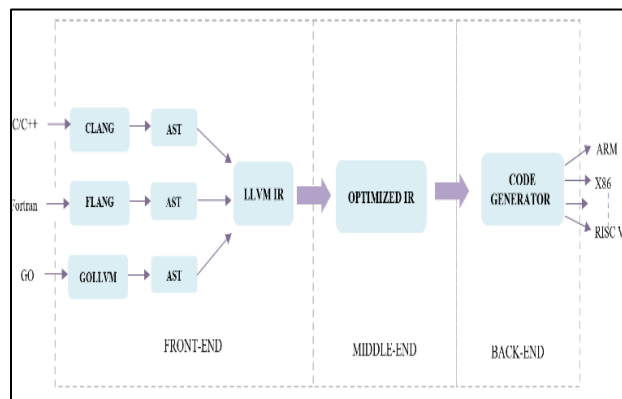 C/C++
CLANG
AST
Fortran
FLANG
AST
GO
GOLLVM
AST
LLVM IR
OPTIMIZED IR
CODE
GENERATOR
ARM
X86
RISC V
FRONT-END
MIDDLE-END
BACK-END